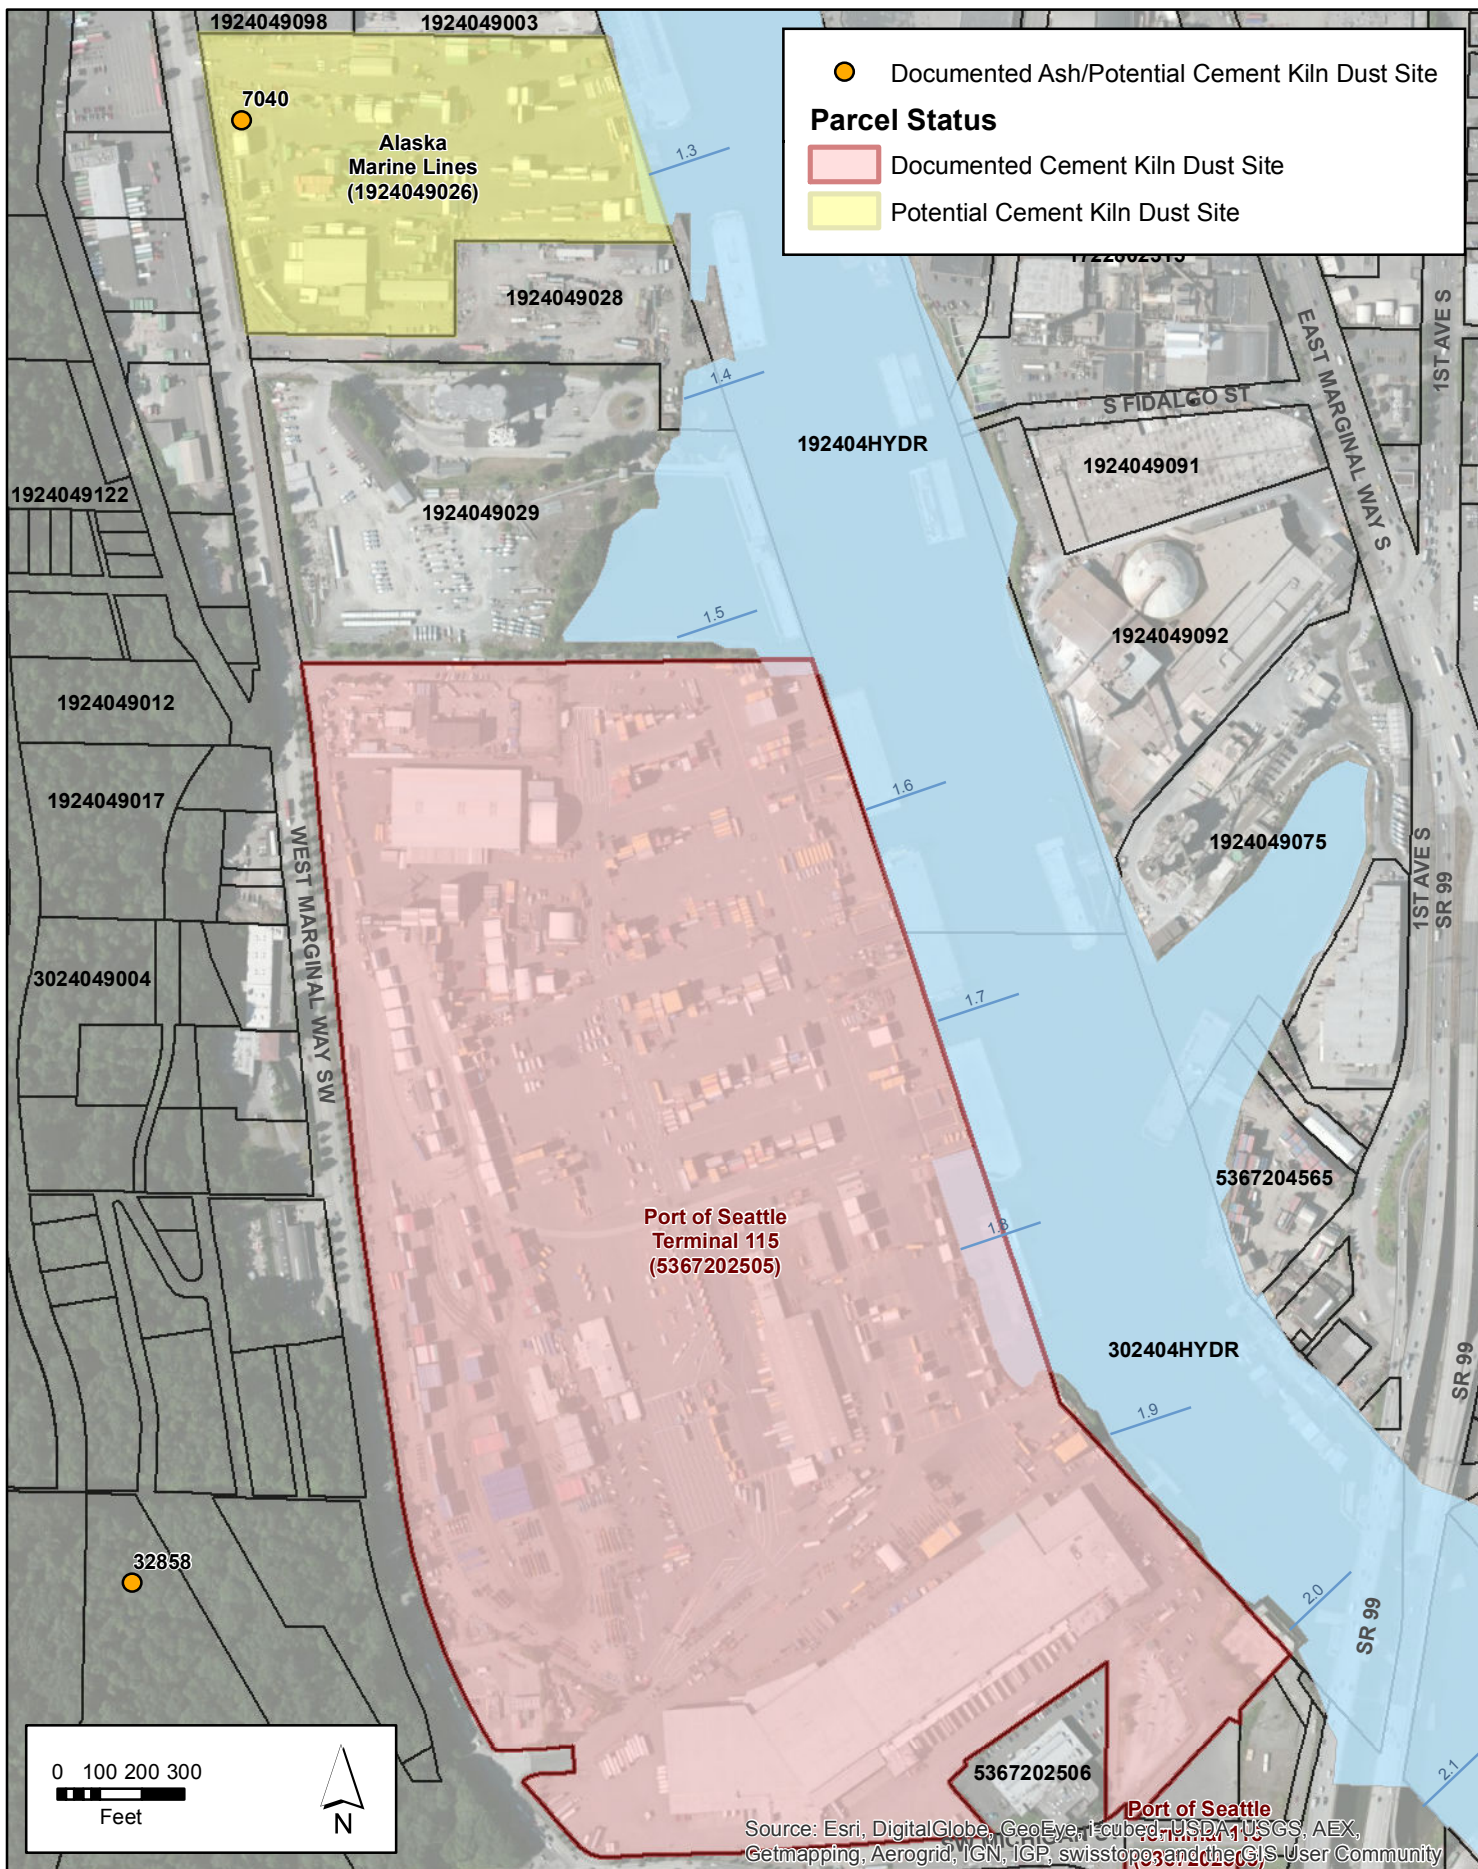 1924049098
1924049003
Documented Ash/Potential Cement Kiln Dust Site
Parcel Status
Documented Cement Kiln Dust Site
Potential Cement Kiln Dust Site
7040
Alaska
Marine Lines
(1924049026)
1.3
1924049028
EAST MARGINAL WAY S
1ST AVE S
1.4
S FIDALGO ST
192404HYDR
1924049091
1924049122
1924049029
1.5
1924049092
1924049012
1924049017
1.6
WEST MARGINAL WAY SW
1924049075
1ST AVE S
SR 99
3024049004
1.7
5367204565
Port of Seattle
Terminal 115
(5367202505)
1.8
302404HYDR
SR 99
1.9
32858
2.0
SR 99
0 100 200 300
Feet
N
5367202506
2.1
Port of Seattle
Terminal 115
(5367202505)
SW MICHIGAN
Source: Esri, DigitalGlobe, GeoEye, i-cubed, USDA, USGS, AEX,
Getmapping, Aerogrid, IGN, IGP, swisstopo, and the GIS User Community